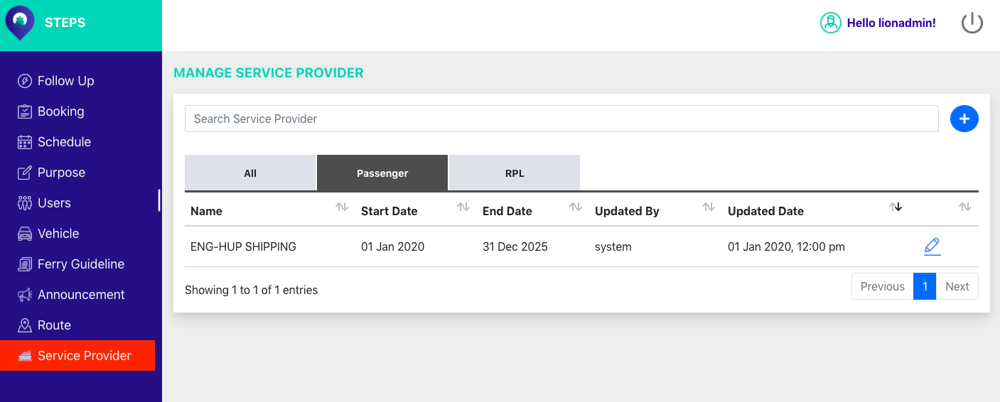 STEPS
Hello lionadmin!
Follow Up
Booking
Schedule
Purpose
Users
Vehicle
Ferry Guideline
Announcement
Route
Service Provider
MANAGE SERVICE PROVIDER
Search Service Provider
All Passenger RPL
Name Start Date End Date Updated By Updated Date
ENG-HUP SHIPPING 01 Jan 2020 31 Dec 2025 system 01 Jan 2020, 12:00 pm
Showing 1 to 1 of 1 entries
Previous 1 Next